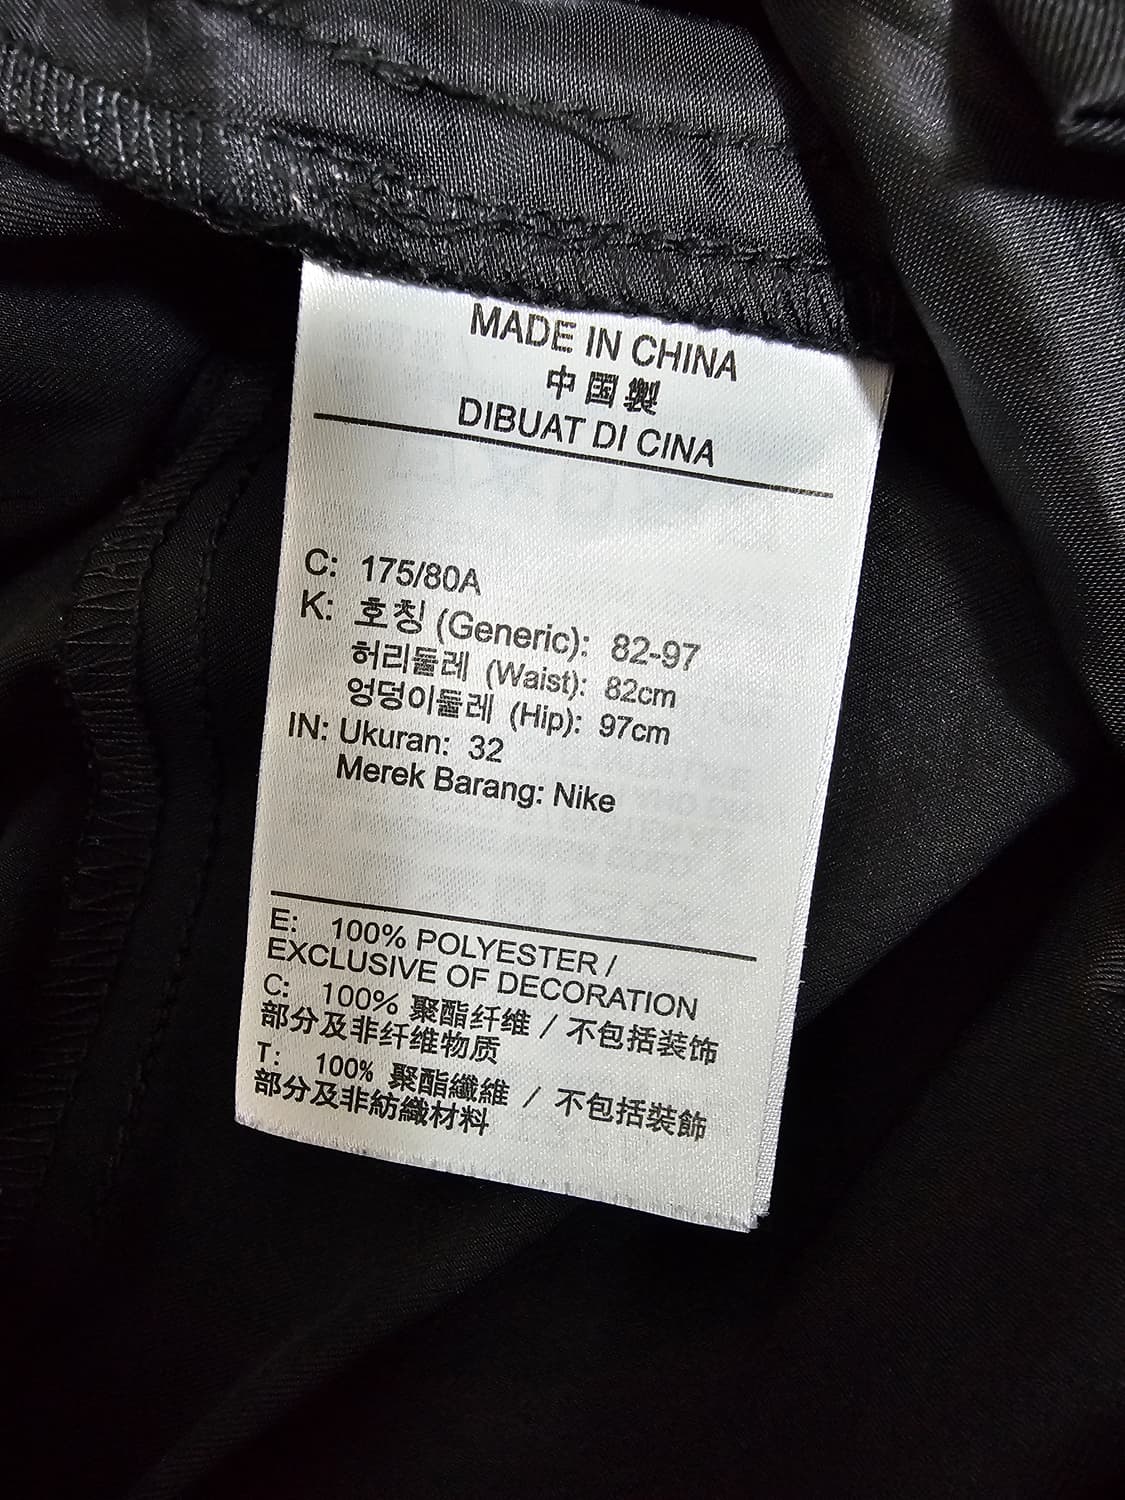 MADE IN CHINA
中国製
DIBUAT DI CINA
C: 175/80A
K: 호칭 (Generic): 82-97
허리둘레 (Waist): 82cm
엉덩이둘레 (Hip): 97cm
IN: Ukuran: 32
Merek Barang: Nike
E: 100% POLYESTER /
EXCLUSIVE OF DECORATION
C: 100% 聚酯纤维 / 不包括装饰
部分及非纤维物质
T: 100% 聚酯纖維 / 不包括裝飾
部分及非紡織材料